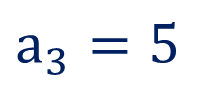 a₃ = 5